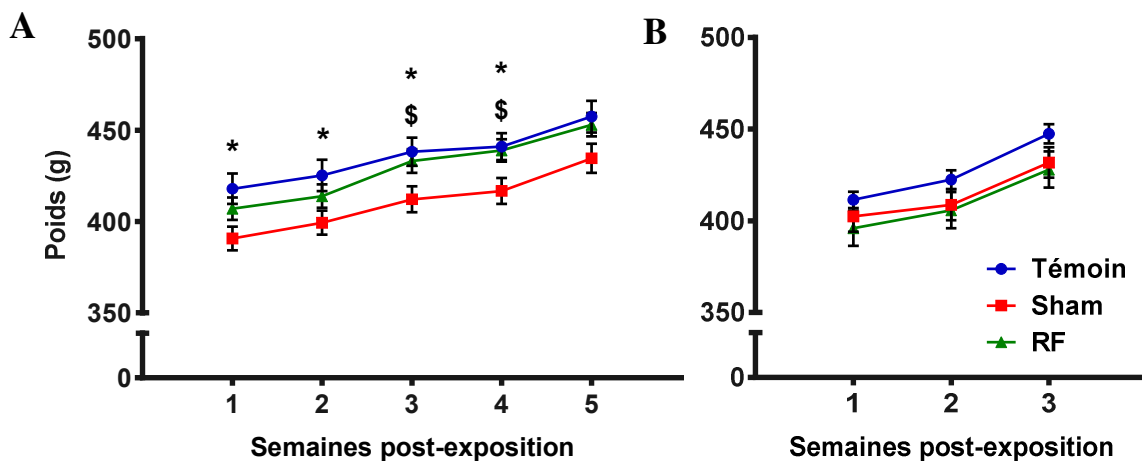 A
500
450
400
350
0
Poids (g)
*
*
*
$
*
$
1 2 3 4 5
Semaines post-exposition
B
500
450
400
350
0
Témoin
Sham
RF
1 2 3
Semaines post-exposition